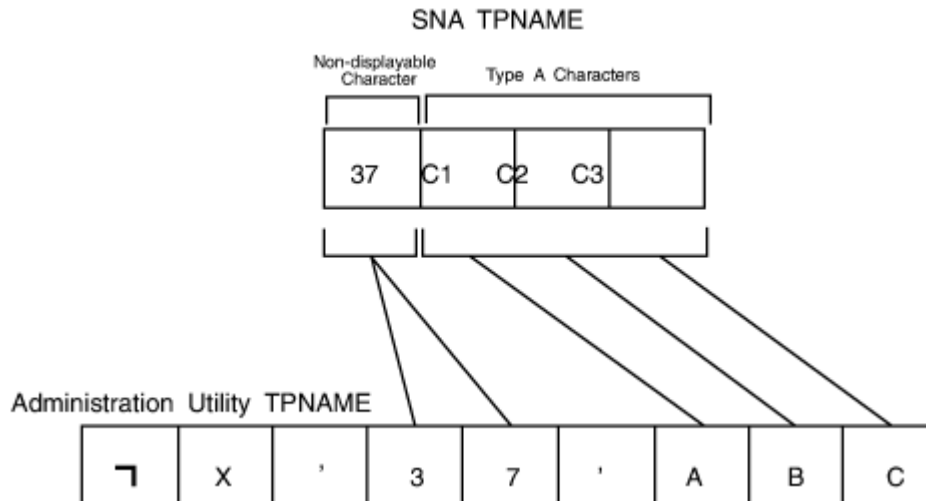 SNA TPNAME
Non-displayable
Character
Type A Characters
37 C1 C2 C3
Administration Utility TPNAME
¬ X ' 3 7 ' A B C